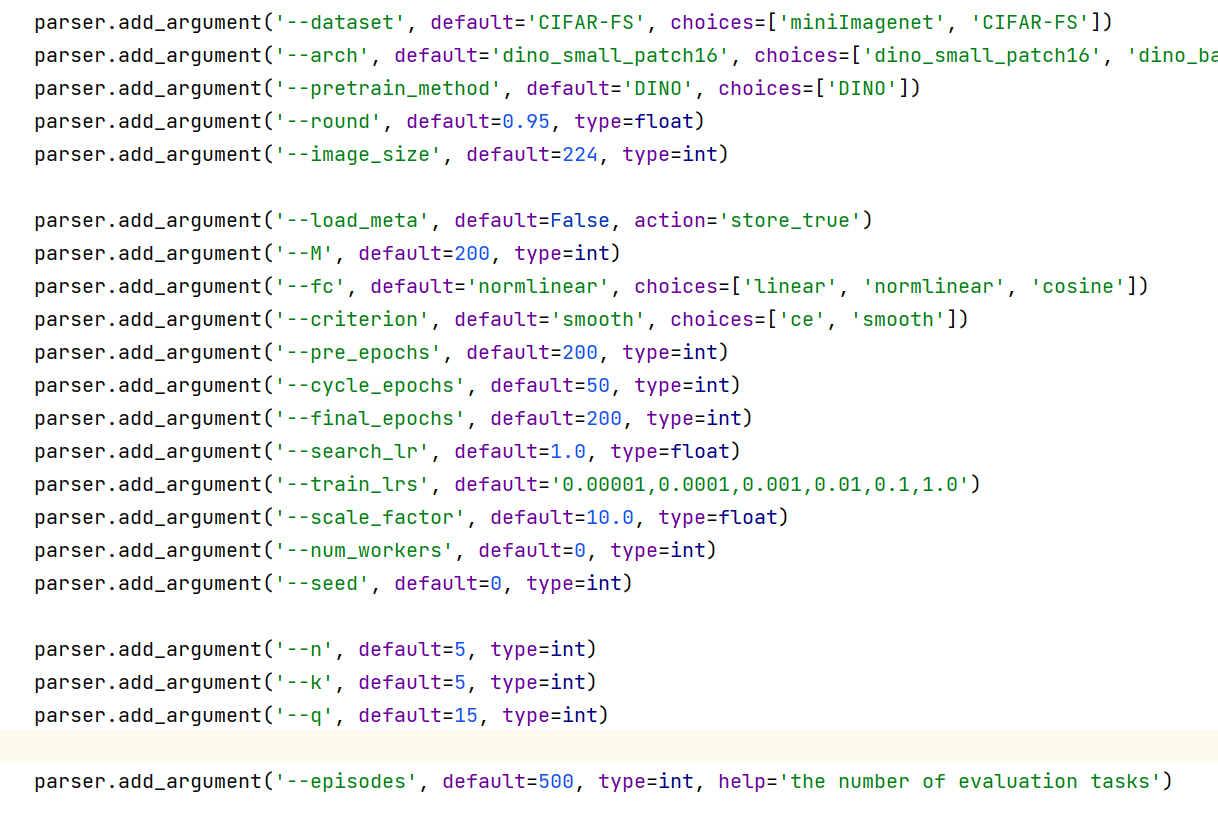 parser.add_argument('--dataset', default='CIFAR-FS', choices=['miniImagenet', 'CIFAR-FS'])
parser.add_argument('--arch', default='dino_small_patch16', choices=['dino_small_patch16', 'dino_ba
parser.add_argument('--pretrain_method', default='DINO', choices=['DINO'])
parser.add_argument('--round', default=0.95, type=float)
parser.add_argument('--image_size', default=224, type=int)
parser.add_argument('--load_meta', default=False, action='store_true')
parser.add_argument('--M', default=200, type=int)
parser.add_argument('--fc', default='normlinear', choices=['linear', 'normlinear', 'cosine'])
parser.add_argument('--criterion', default='smooth', choices=['ce', 'smooth'])
parser.add_argument('--pre_epochs', default=200, type=int)
parser.add_argument('--cycle_epochs', default=50, type=int)
parser.add_argument('--final_epochs', default=200, type=int)
parser.add_argument('--search_lr', default=1.0, type=float)
parser.add_argument('--train_lrs', default='0.00001,0.0001,0.001,0.01,0.1,1.0')
parser.add_argument('--scale_factor', default=10.0, type=float)
parser.add_argument('--num_workers', default=0, type=int)
parser.add_argument('--seed', default=0, type=int)
parser.add_argument('--n', default=5, type=int)
parser.add_argument('--k', default=5, type=int)
parser.add_argument('--q', default=15, type=int)
parser.add_argument('--episodes', default=500, type=int, help='the number of evaluation tasks')